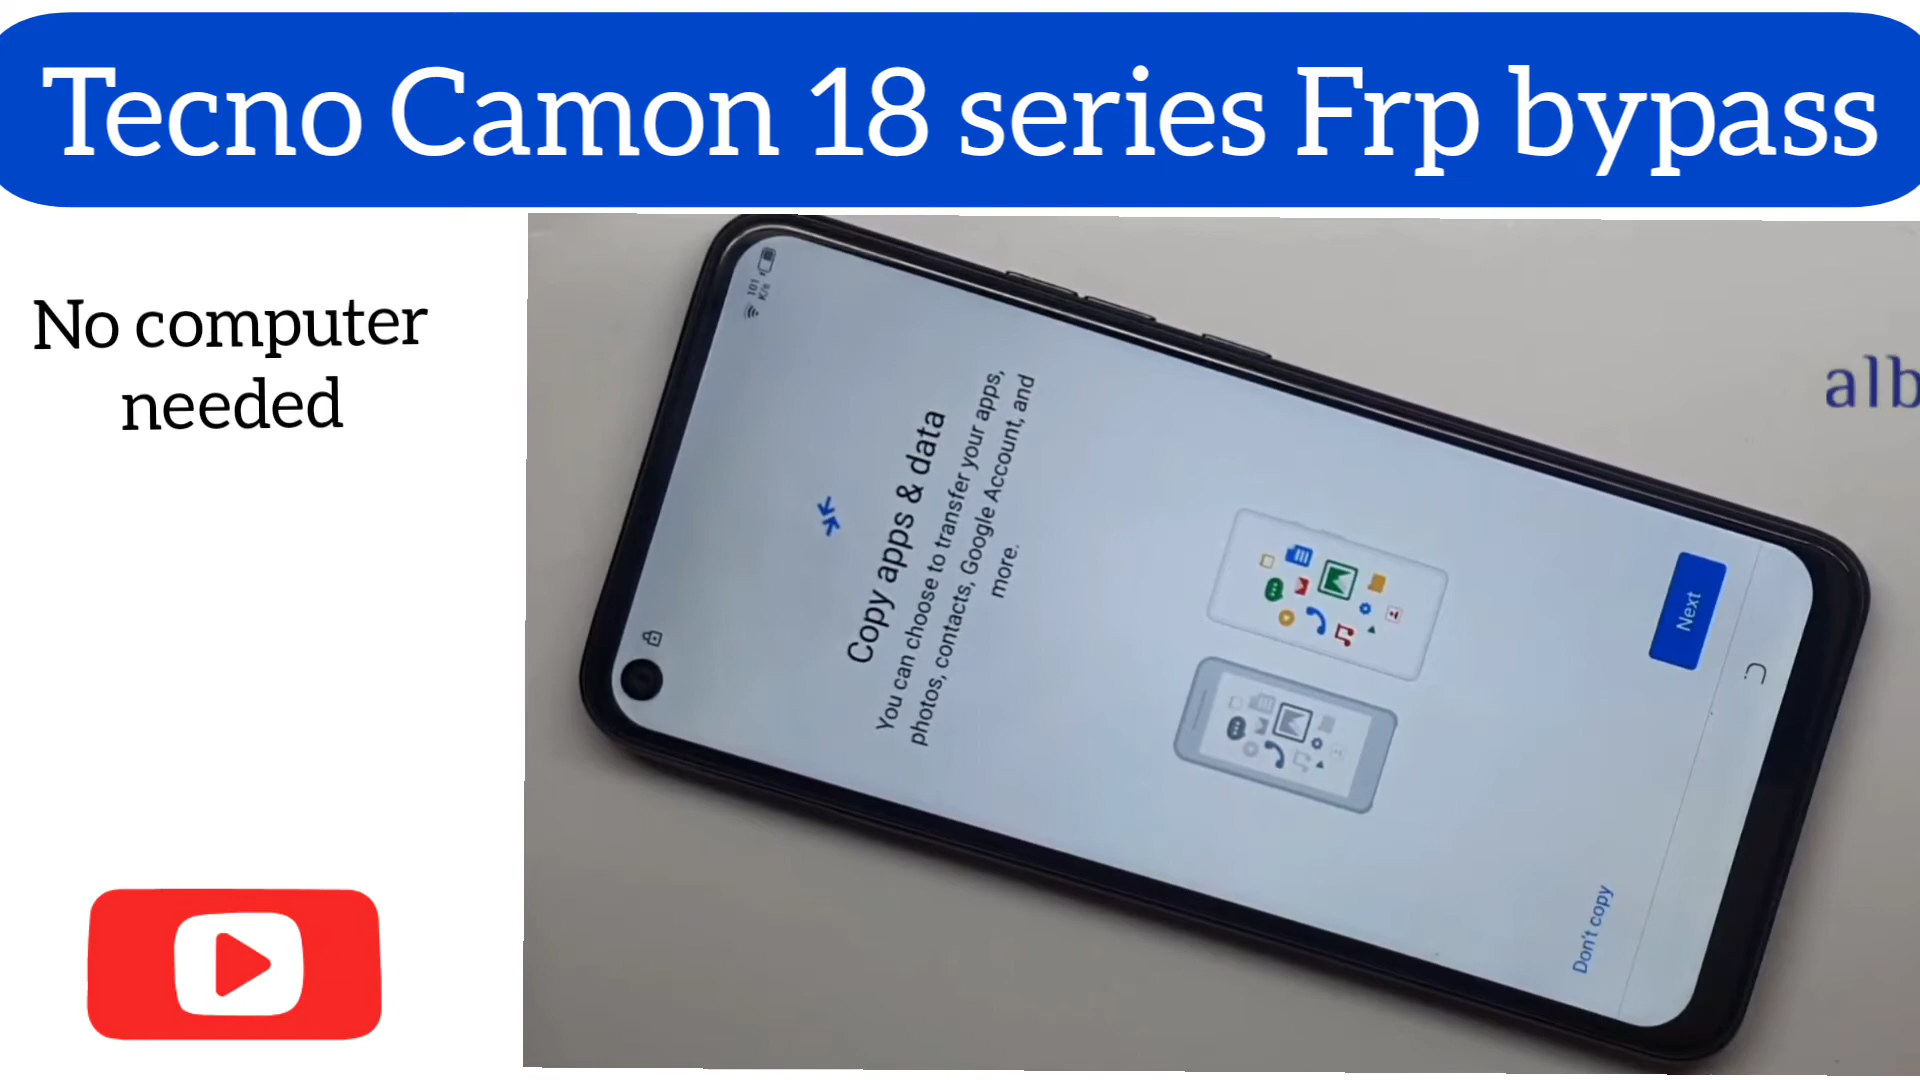 Tecno Camon 18 series Frp bypass
No computer
needed
101
K/s
Copy apps & data
You can choose to transfer your apps,
photos, contacts, Google Account, and
more.
Next
Don't copy
alb